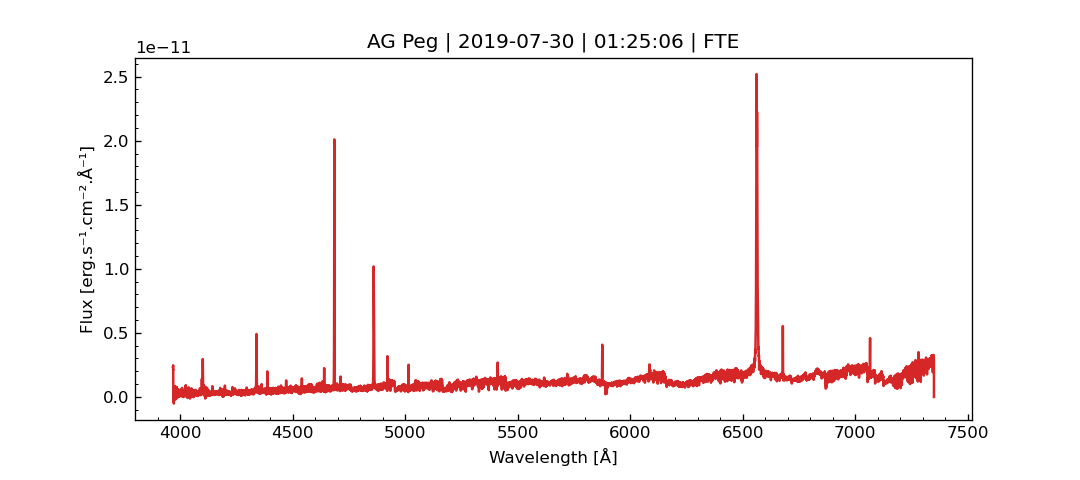 AG Peg | 2019-07-30 | 01:25:06 | FTE
1e−11
2.5
2.0
1.5
1.0
0.5
0.0
Flux [erg.s⁻¹.cm⁻².Å⁻¹]
4000 4500 5000 5500 6000 6500 7000 7500
Wavelength [Å]